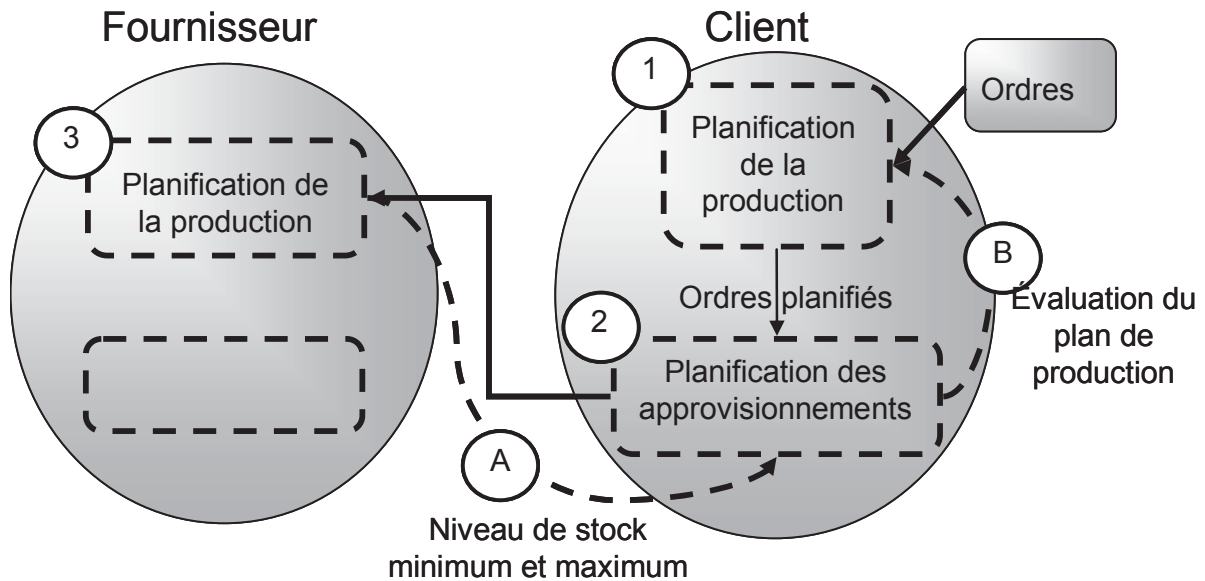 Fournisseur
Client
1
Ordres
3
Planification
de la
production
Planification de
la production
B
Ordres planifiés
Évaluation du
plan de
production
2
Planification des
approvisionnements
A
Niveau de stock
minimum et maximum